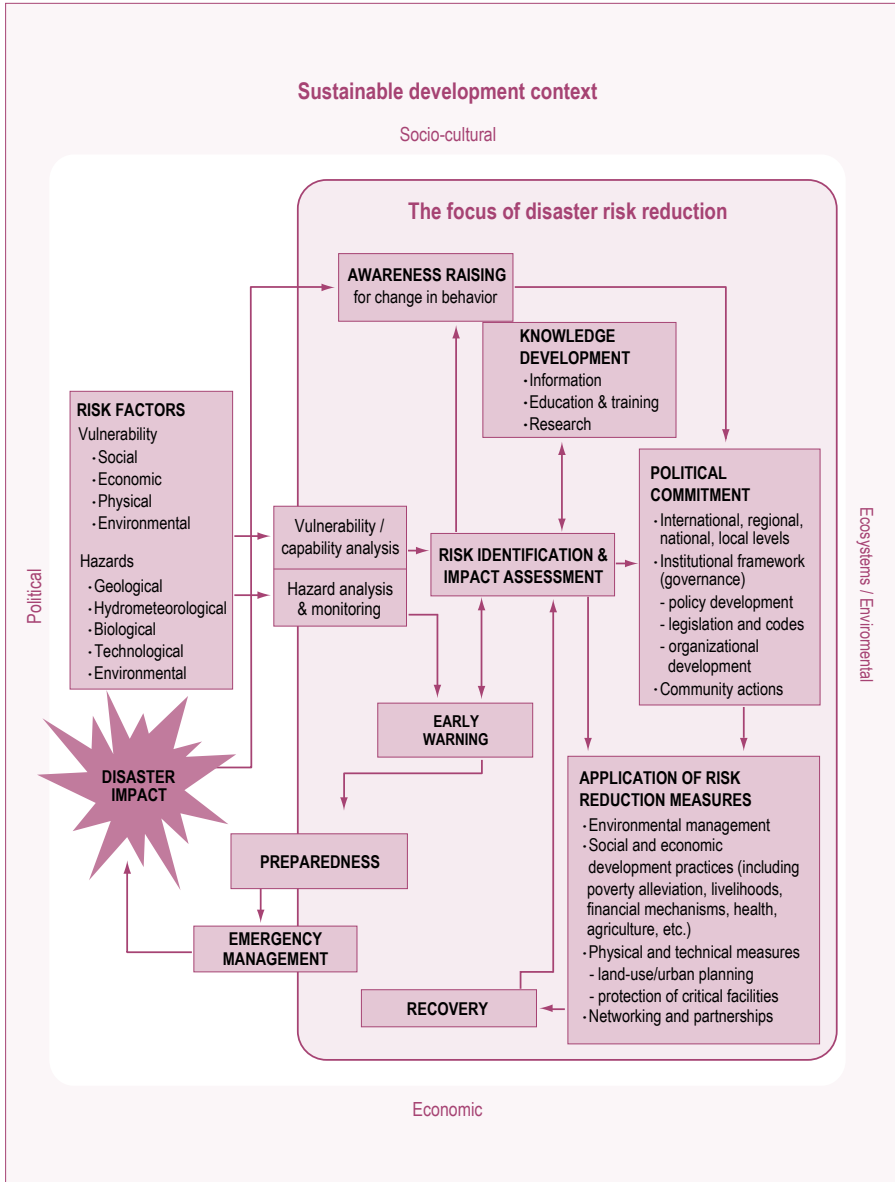 Sustainable development context
Socio-cultural
The focus of disaster risk reduction
AWARENESS RAISING
for change in behavior
KNOWLEDGE
DEVELOPMENT
· Information
· Education & training
· Research
RISK FACTORS
Vulnerability
· Social
· Economic
· Physical
· Environmental
Hazards
· Geological
· Hydrometeorological
· Biological
· Technological
· Environmental
Vulnerability /
capability analysis
Hazard analysis
& monitoring
RISK IDENTIFICATION &
IMPACT ASSESSMENT
POLITICAL
COMMITMENT
· International, regional,
national, local levels
· Institutional framework
(governance)
- policy development
- legislation and codes
- organizational
development
· Community actions
Political
Ecosystems / Enviromental
EARLY
WARNING
DISASTER
IMPACT
APPLICATION OF RISK
REDUCTION MEASURES
· Environmental management
· Social and economic
development practices (including
poverty alleviation, livelihoods,
financial mechanisms, health,
agriculture, etc.)
· Physical and technical measures
- land-use/urban planning
- protection of critical facilities
· Networking and partnerships
PREPAREDNESS
EMERGENCY
MANAGEMENT
RECOVERY
Economic